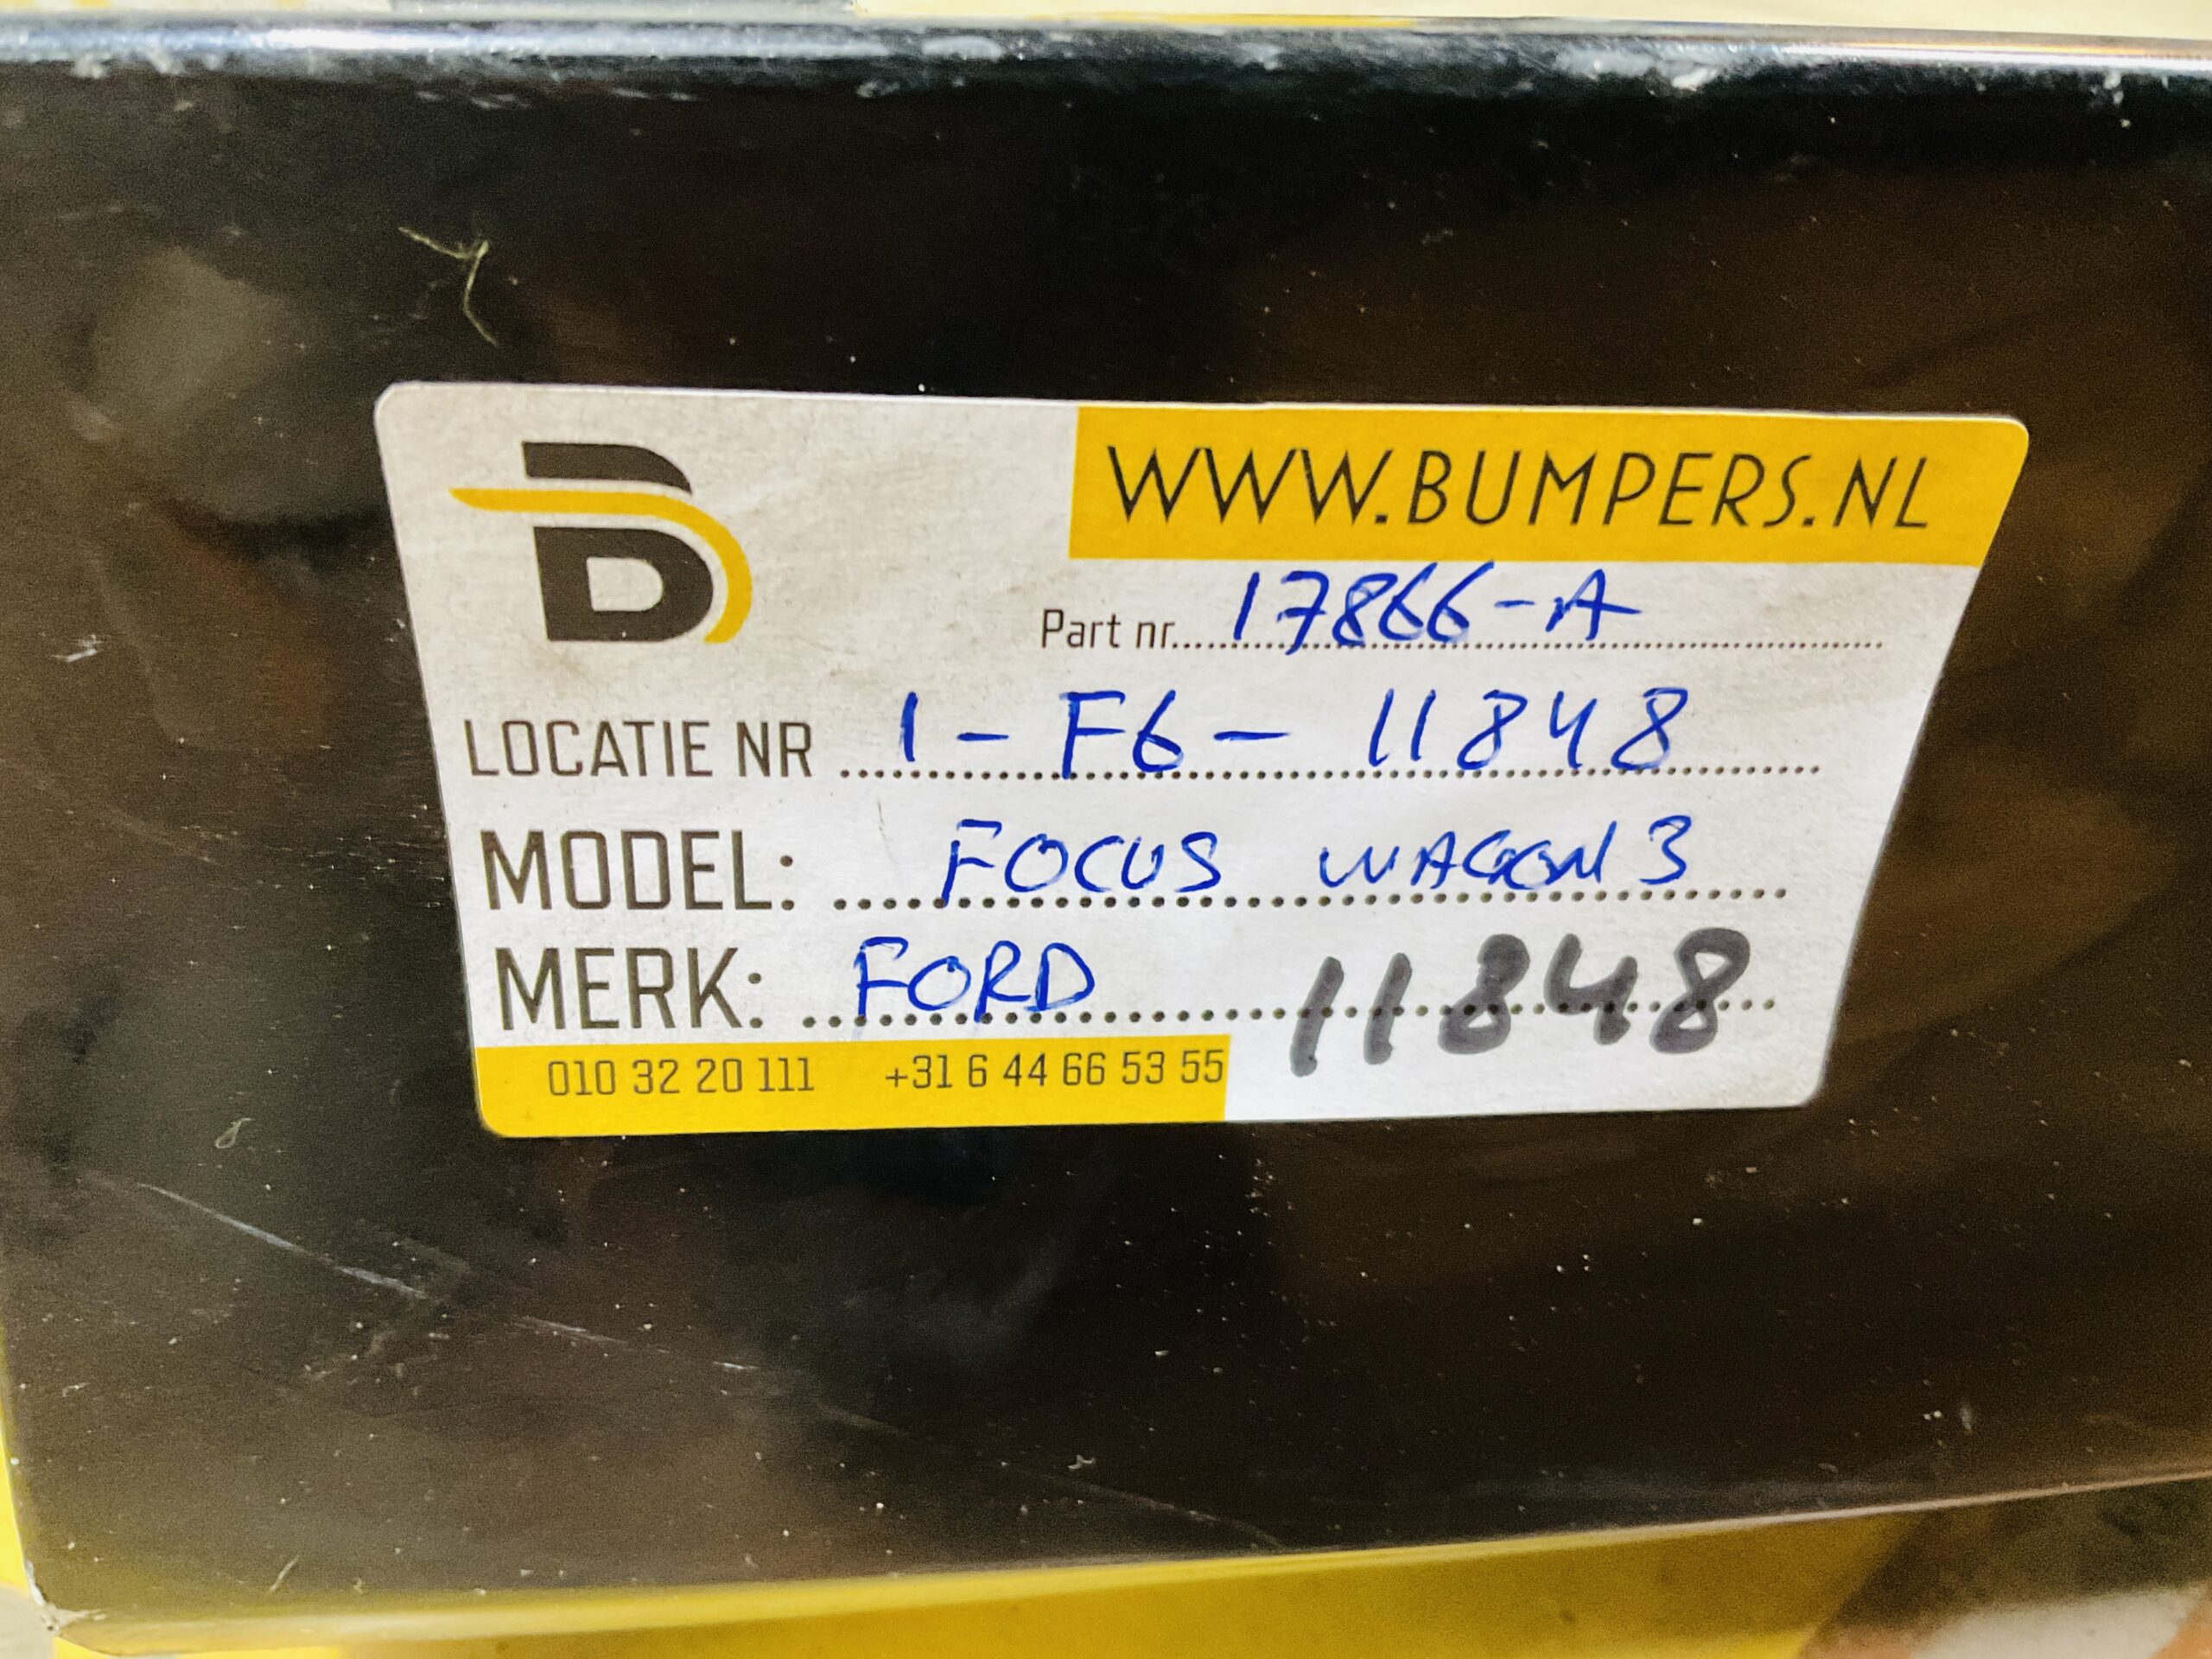 WWW.BUMPERS.NL
Part nr. 17866-A
LOCATIE NR 1-F6-11848
MODEL: FOCUS WAGON 3
MERK: FORD 11848
010 32 20 111 +31 6 44 66 53 55